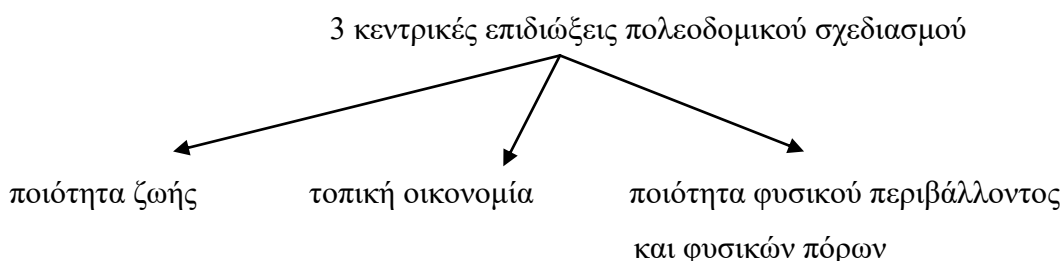 3 κεντρικές επιδιώξεις πολεοδομικού σχεδιασμού
ποιότητα ζωής
τοπική οικονομία
ποιότητα φυσικού περιβάλλοντος
και φυσικών πόρων